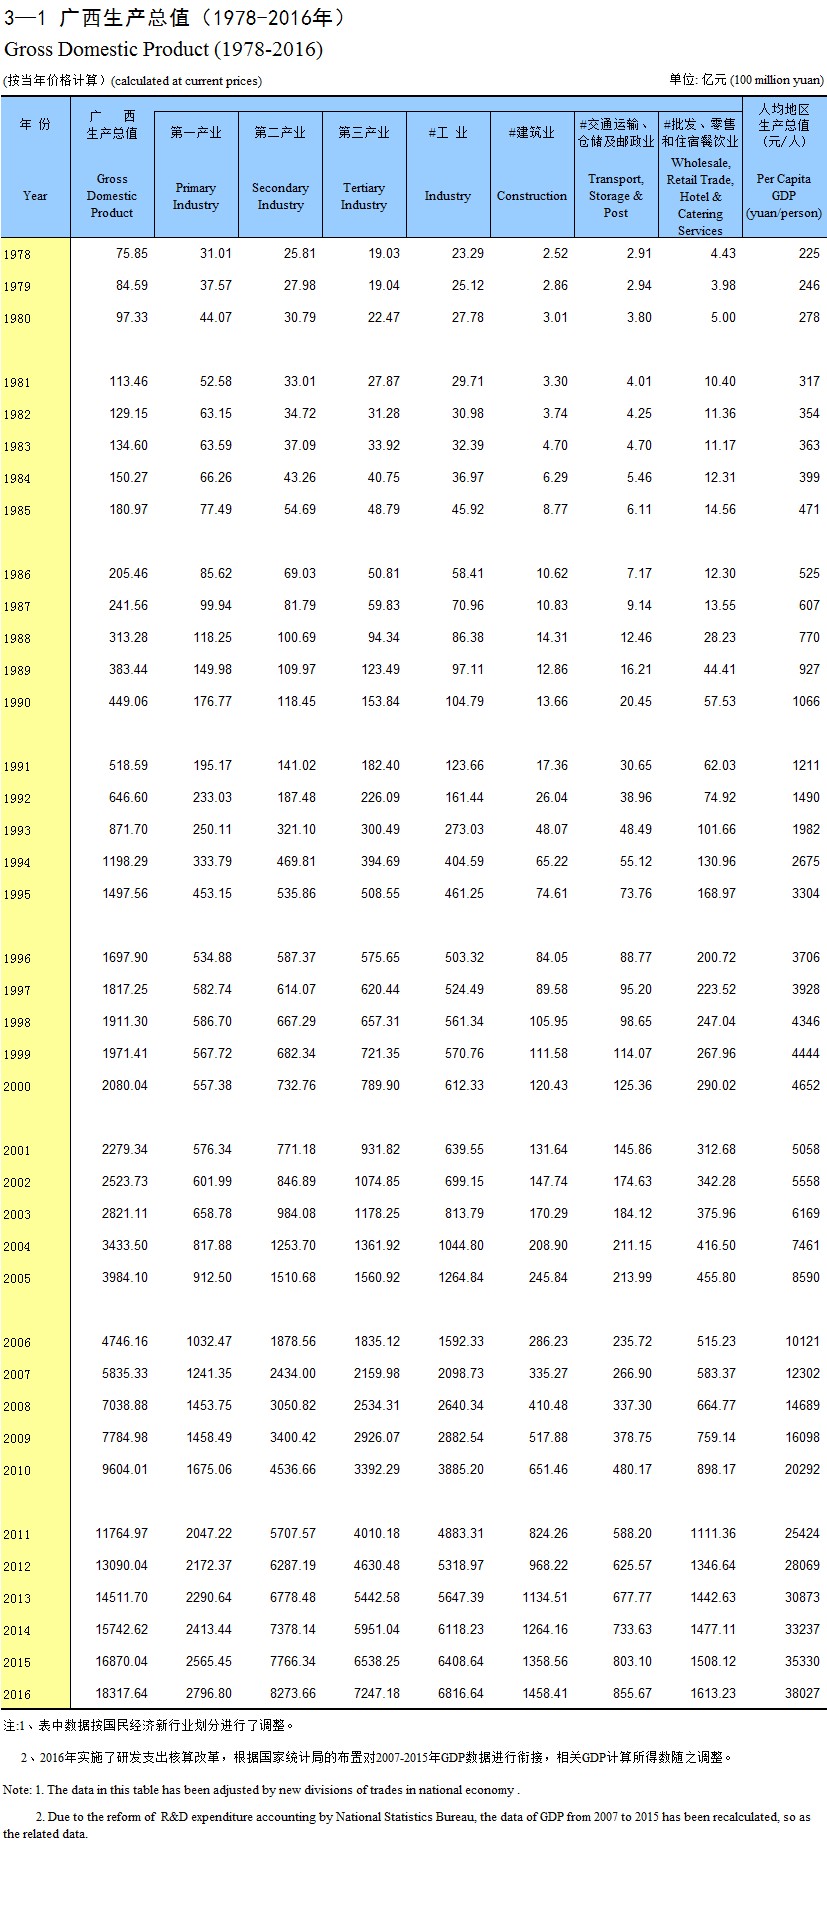 3—1 广西生产总值（1978-2016年）
Gross Domestic Product (1978-2016)
(按当年价格计算）(calculated at current prices) 单位: 亿元 (100 million yuan)
年 份 广 西 生产总值 第一产业 第二产业 第三产业 #工 业 #建筑业 #交通运输、仓储及邮政业 #批发、零售和住宿餐饮业 人均地区生产总值(元/人)
Year Gross Domestic Product Primary Industry Secondary Industry Tertiary Industry Industry Construction Transport, Storage & Post Wholesale, Retail Trade, Hotel & Catering Services Per Capita GDP (yuan/person)
1978 75.85 31.01 25.81 19.03 23.29 2.52 2.91 4.43 225
1979 84.59 37.57 27.98 19.04 25.12 2.86 2.94 3.98 246
1980 97.33 44.07 30.79 22.47 27.78 3.01 3.80 5.00 278
1981 113.46 52.58 33.01 27.87 29.71 3.30 4.01 10.40 317
1982 129.15 63.15 34.72 31.28 30.98 3.74 4.25 11.36 354
1983 134.60 63.59 37.09 33.92 32.39 4.70 4.70 11.17 363
1984 150.27 66.26 43.26 40.75 36.97 6.29 5.46 12.31 399
1985 180.97 77.49 54.69 48.79 45.92 8.77 6.11 14.56 471
1986 205.46 85.62 69.03 50.81 58.41 10.62 7.17 12.30 525
1987 241.56 99.94 81.79 59.83 70.96 10.83 9.14 13.55 607
1988 313.28 118.25 100.69 94.34 86.38 14.31 12.46 28.23 770
1989 383.44 149.98 109.97 123.49 97.11 12.86 16.21 44.41 927
1990 449.06 176.77 118.45 153.84 104.79 13.66 20.45 57.53 1066
1991 518.59 195.17 141.02 182.40 123.66 17.36 30.65 62.03 1211
1992 646.60 233.03 187.48 226.09 161.44 26.04 38.96 74.92 1490
1993 871.70 250.11 321.10 300.49 273.03 48.07 48.49 101.66 1982
1994 1198.29 333.79 469.81 394.69 404.59 65.22 55.12 130.96 2675
1995 1497.56 453.15 535.86 508.55 461.25 74.61 73.76 168.97 3304
1996 1697.90 534.88 587.37 575.65 503.32 84.05 88.77 200.72 3706
1997 1817.25 582.74 614.07 620.44 524.49 89.58 95.20 223.52 3928
1998 1911.30 586.70 667.29 657.31 561.34 105.95 98.65 247.04 4346
1999 1971.41 567.72 682.34 721.35 570.76 111.58 114.07 267.96 4444
2000 2080.04 557.38 732.76 789.90 612.33 120.43 125.36 290.02 4652
2001 2279.34 576.34 771.18 931.82 639.55 131.64 145.86 312.68 5058
2002 2523.73 601.99 846.89 1074.85 699.15 147.74 174.63 342.28 5558
2003 2821.11 658.78 984.08 1178.25 813.79 170.29 184.12 375.96 6169
2004 3433.50 817.88 1253.70 1361.92 1044.80 208.90 211.15 416.50 7461
2005 3984.10 912.50 1510.68 1560.92 1264.84 245.84 213.99 455.80 8590
2006 4746.16 1032.47 1878.56 1835.12 1592.33 286.23 235.72 515.23 10121
2007 5835.33 1241.35 2434.00 2159.98 2098.73 335.27 266.90 583.37 12302
2008 7038.88 1453.75 3050.82 2534.31 2640.34 410.48 337.30 664.77 14689
2009 7784.98 1458.49 3400.42 2926.07 2882.54 517.88 378.75 759.14 16098
2010 9604.01 1675.06 4536.66 3392.29 3885.20 651.46 480.17 898.17 20292
2011 11764.97 2047.22 5707.57 4010.18 4883.31 824.26 588.20 1111.36 25424
2012 13090.04 2172.37 6287.19 4630.48 5318.97 968.22 625.57 1346.64 28069
2013 14511.70 2290.64 6778.48 5442.58 5647.39 1134.51 677.77 1442.63 30873
2014 15742.62 2413.44 7378.14 5951.04 6118.23 1264.16 733.63 1477.11 33237
2015 16870.04 2565.45 7766.34 6538.25 6408.64 1358.56 803.10 1508.12 35330
2016 18317.64 2796.80 8273.66 7247.18 6816.64 1458.41 855.67 1613.23 38027
注:1、表中数据按国民经济新行业划分进行了调整。
2、2016年实施了研发支出核算改革，根据国家统计局的布置对2007-2015年GDP数据进行衔接，相关GDP计算所得数随之调整。
Note: 1. The data in this table has been adjusted by new divisions of trades in national economy .
2. Due to the reform of R&D expenditure accounting by National Statistics Bureau, the data of GDP from 2007 to 2015 has been recalculated, so as
the related data.